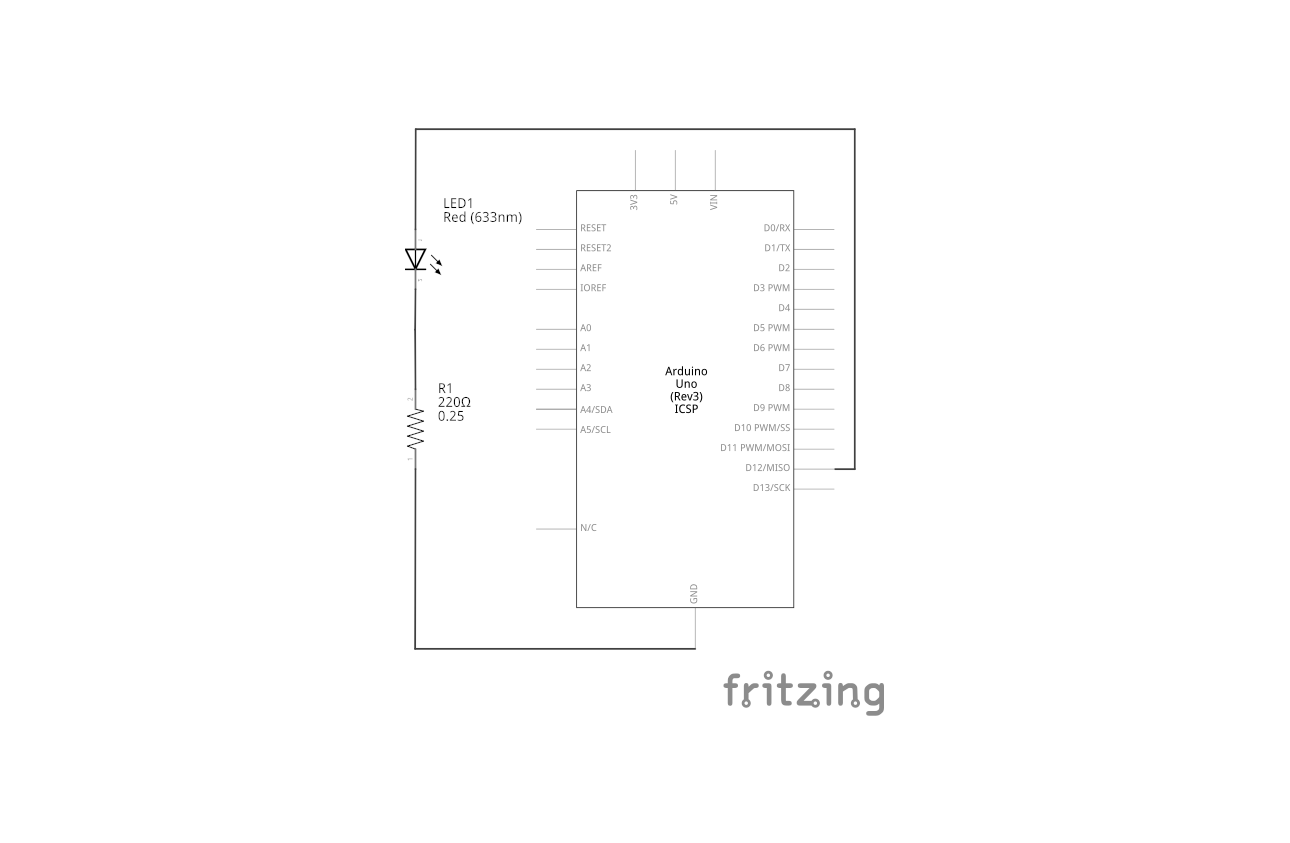 3V3
5V
VIN
LED1
Red (633nm)
RESET
RESET2
AREF
IOREF
A0
A1
A2
A3
A4/SDA
A5/SCL
N/C
D0/RX
D1/TX
D2
D3 PWM
D4
D5 PWM
D6 PWM
D7
D8
D9 PWM
D10 PWM/SS
D11 PWM/MOSI
D12/MISO
D13/SCK
Arduino
Uno
(Rev3)
ICSP
R1
220Ω
0.25
2
1
GND
fritzing